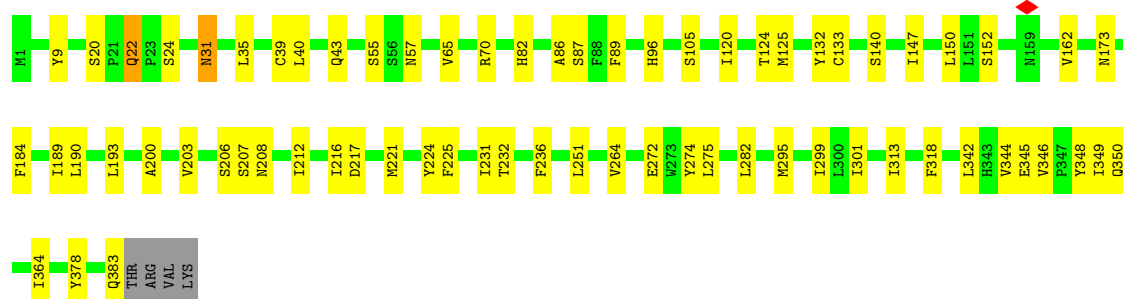 M1 Y9 S20 P21 Q22 P23 S24 N31 L35 C39 L40 Q43 S55 S56 N57 V65 R70 H82 A86 S87 F88 F89 H96 S105 I120 T124 M125 Y132 C133 S140 I147 L150 L151 S152 N159 V162 N173
F184 I189 L190 L193 A200 V203 S206 S207 N208 I212 I216 D217 M221 Y224 F225 I231 T232 F236 L251 V264 E272 W273 Y274 L275 L282 M295 I299 L300 I301 I313 F318 L342 H343 V344 E345 V346 P347 Y348 I349 Q350
I364 Y378 Q383 THR ARG VAL LYS